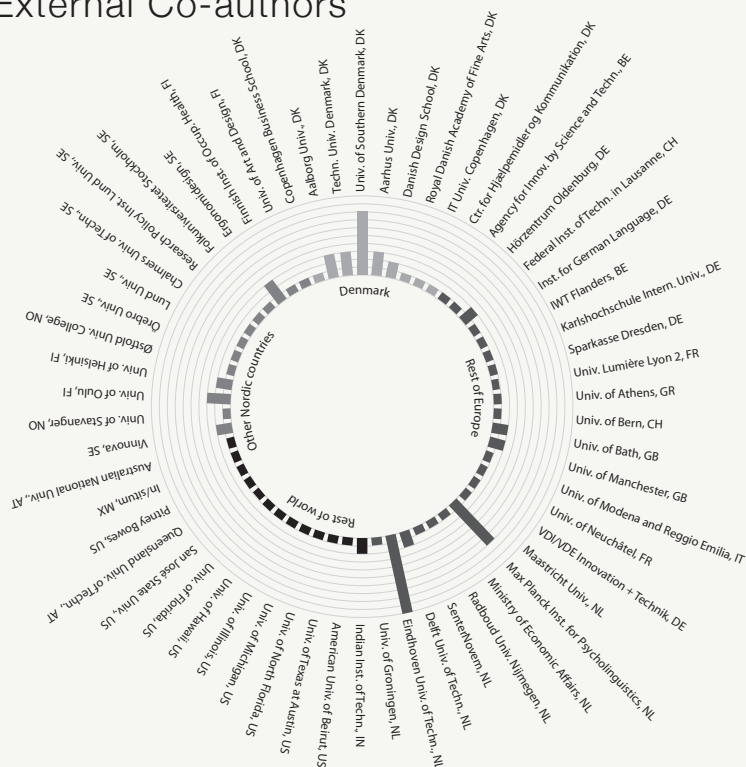 External Co-authors
Univ. of Southern Denmark, DK
Aarhus Univ., DK
Danish Design School, DK
Royal Danish Academy of Fine Arts, DK
IT Univ. Copenhagen, DK
Ctr. for Hjælpemidler og Kommunikation, DK
Agency for Innov. by Science and Techn., BE
Hörzentrum Oldenburg, DE
Federal Inst. of Techn. in Lausanne, CH
Inst. for German Language, DE
IWT Flanders, BE
Karlshochschule Intern. Univ., DE
Sparkasse Dresden, DE
Univ. Lumière Lyon 2, FR
Univ. of Athens, GR
Univ. of Bern, CH
Univ. of Bath, GB
Univ. of Manchester, GB
Univ. of Modena and Reggio Emilia, IT
Univ. of Neuchâtel, FR
VDI/VDE Innovation + Technik, DE
Maastricht Univ., NL
Max Planck Inst. for Psycholinguistics, NL
Ministry of Economic Affairs, NL
Radboud Univ. Nijmegen, NL
SenterNovem, NL
Delft Univ. of Techn., NL
Eindhoven Univ. of Techn., NL
Univ. of Groningen, NL
Indian Inst. of Techn., IN
American Univ. of Beirut, US
Univ. of Texas at Austin, US
Univ. of North Florida, US
Univ. of Michigan, US
Univ. of Illinois, US
Univ. of Hawaii, US
Univ. of Florida, US
San José State Univ., US
Queensland Univ. of Techn., AT
Pitney Bowes, US
In/situm, MX
Australian National Univ., AT
Vinnova, SE
Univ. of Stavanger, NO
Univ. of Oulu, FI
Univ. of Helsinki, FI
Østfold Univ. College, NO
Örebro Univ., SE
Lund Univ., SE
Chalmers Univ. of Techn., SE
Research Policy Inst. Lund Univ., SE
Folkuniversitetet Stockholm, SE
Ergonomidesign, SE
Finnish Inst. of Occup. Health, FI
Univ. of Art and Design, FI
Copenhagen Business School, DK
Aalborg Univ., DK
Techn. Univ. Denmark, DK
Denmark
Rest of Europe
Rest of world
Other Nordic countries